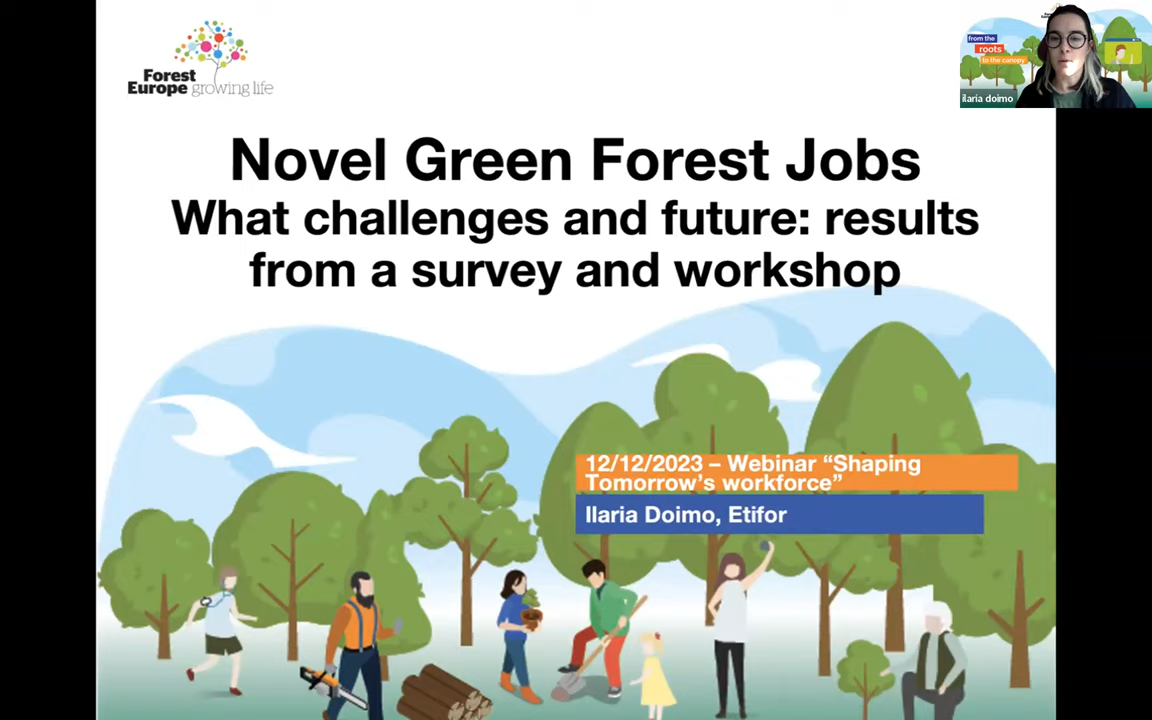 Forest
Europe growing life
from the
roots
to the canopy
ilaria doimo
Novel Green Forest Jobs
What challenges and future: results
from a survey and workshop
12/12/2023 – Webinar “Shaping
Tomorrow’s workforce”
Ilaria Doimo, Etifor